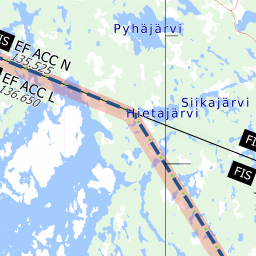 Pyhäjärvi
FIS
EF ACC N
135.525
EF ACC L
136.650
Siikajärvi
Hietajärvi
FIS